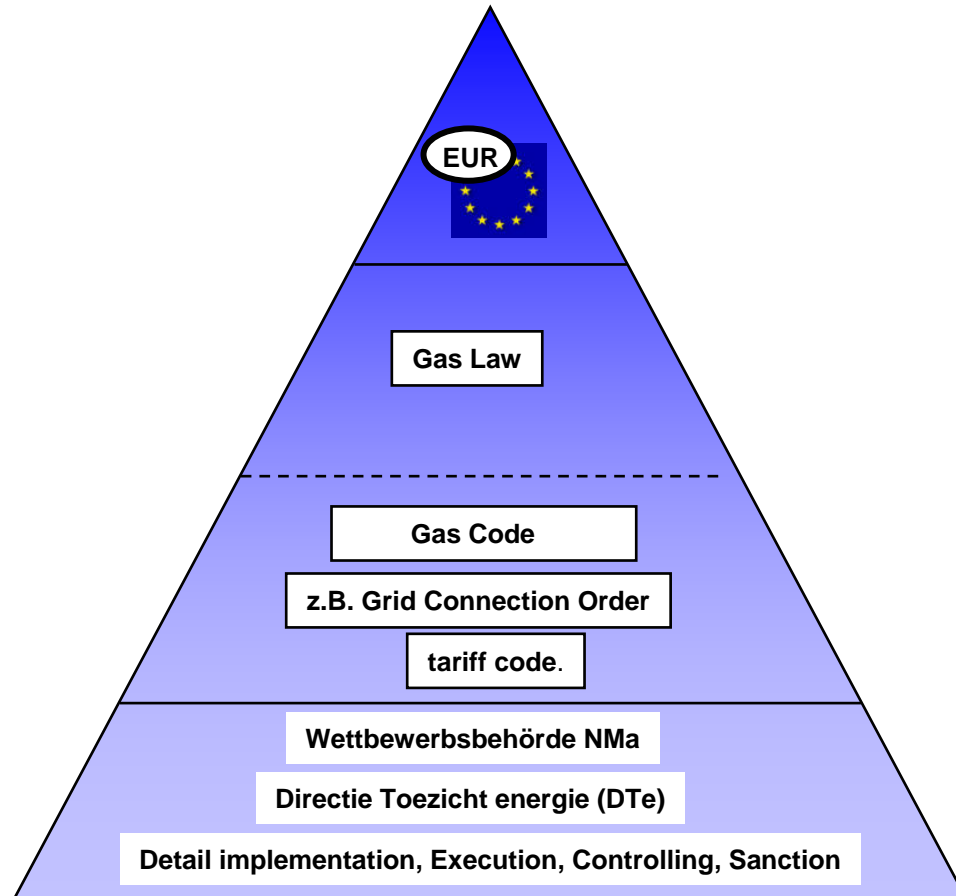 EUR
Gas Law
Gas Code
z.B. Grid Connection Order
tariff code.
Wettbewerbsbehörde NMa
Directie Toezicht energie (DTe)
Detail implementation, Execution, Controlling, Sanction